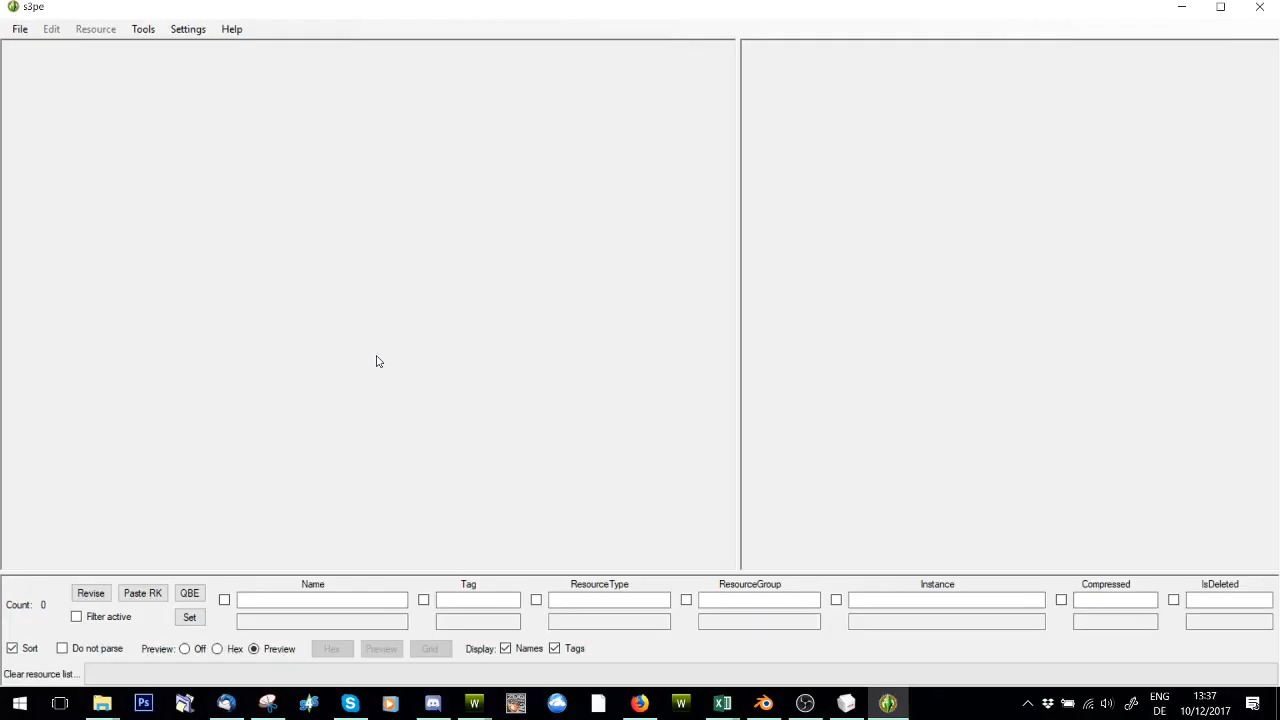 s3pe
File Edit Resource Tools Settings Help
Name Tag ResourceType ResourceGroup Instance Compressed IsDeleted
Count: 0 Revise Paste RK QBE
Filter active Set
Sort Do not parse Preview: Off Hex Preview Hex Preview Grid Display: Names Tags
Clear resource list...
Ps S W W
ENG 13:37
DE 10/12/2017